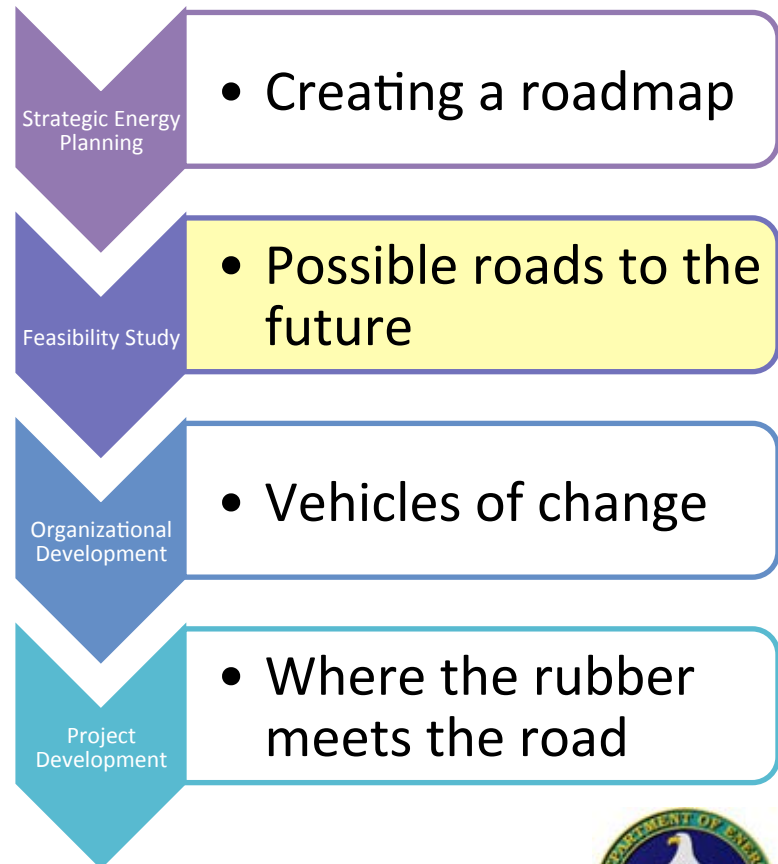 Strategic Energy
Planning
• Creating a roadmap
Feasibility Study
• Possible roads to the
future
Organizational
Development
• Vehicles of change
Project
Development
• Where the rubber
meets the road